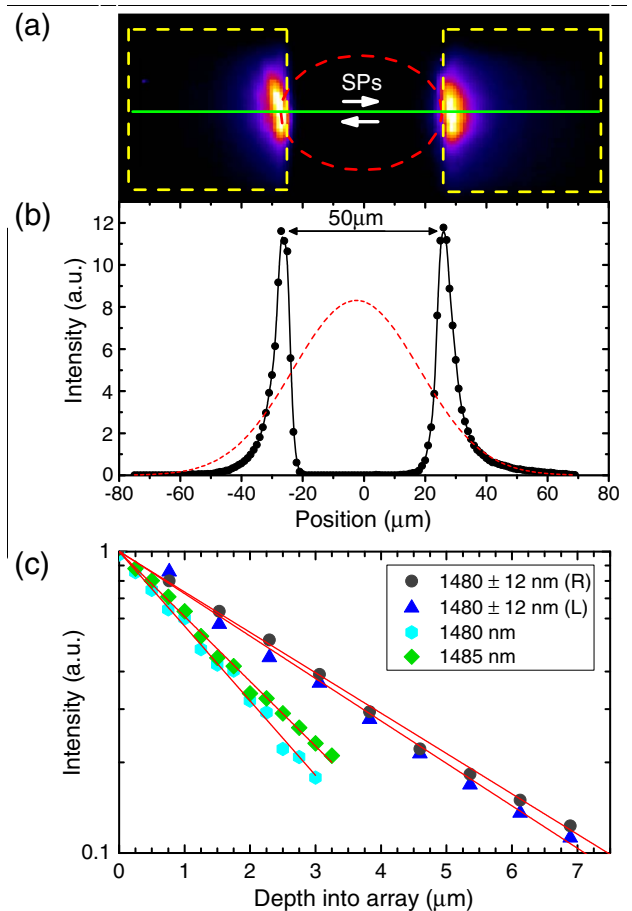 (a)
SPs
(b)
12
10
8
6
4
2
0
Intensity (a.u.)
50μm
-80 -60 -40 -20 0 20 40 60 80
Position (μm)
(c)
1
0.1
Intensity (a.u.)
1480 ± 12 nm (R)
1480 ± 12 nm (L)
1480 nm
1485 nm
0 1 2 3 4 5 6 7
Depth into array (μm)